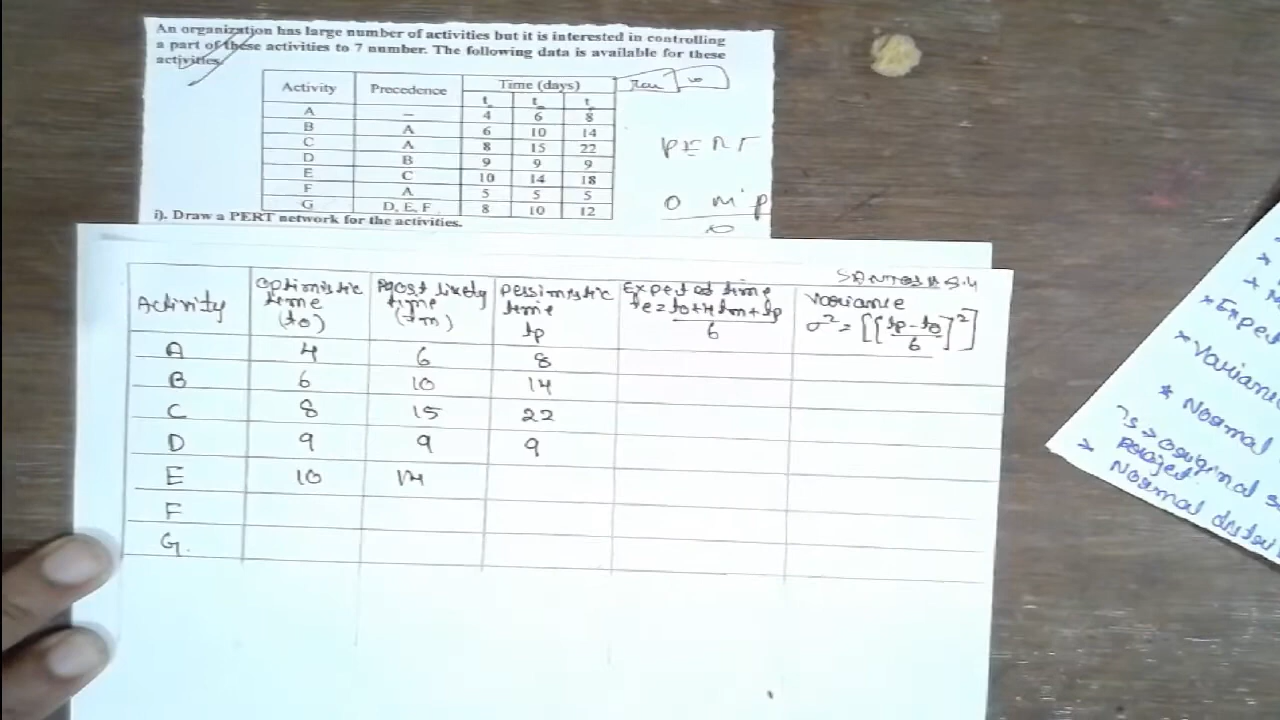 An organization has large number of activities but it is interested in controlling
a part of these activities to 7 number. The following data is available for these
activities.
Activity Precedence Time (days)
t t t
A – 4 6 8
B A 6 10 14
C A 8 15 22
D B 9 9 9
E C 10 14 18
F A 5 5 5
G D, E, F 8 10 12
i). Draw a PERT network for the activities.
PERT
O M P
SANTOSH S.Y
Activity Optimistic time (to) Most likely time (tm) pessimistic time tp Expected time te = to+4tm+tp / 6 Variance σ² = [[tp-to / 6]²]
A 4 6 8
B 6 10 14
C 8 15 22
D 9 9 9
E 10 14
F
G.
* Expe
* Variance
* Normal
* Normal